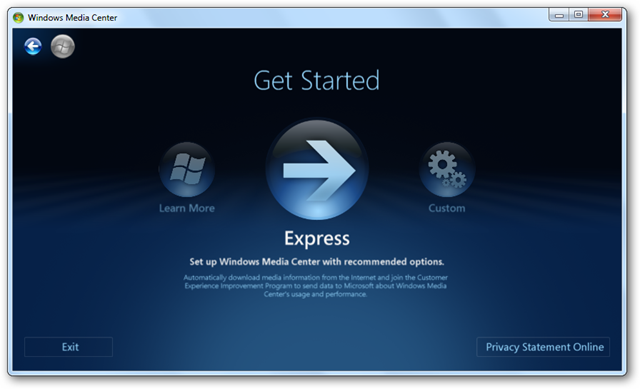 Windows Media Center
Get Started
Learn More
Custom
Express
Set up Windows Media Center with recommended options.
Automatically download media information from the Internet and join the Customer
Experience Improvement Program to send data to Microsoft about Windows Media
Center's usage and performance.
Exit
Privacy Statement Online